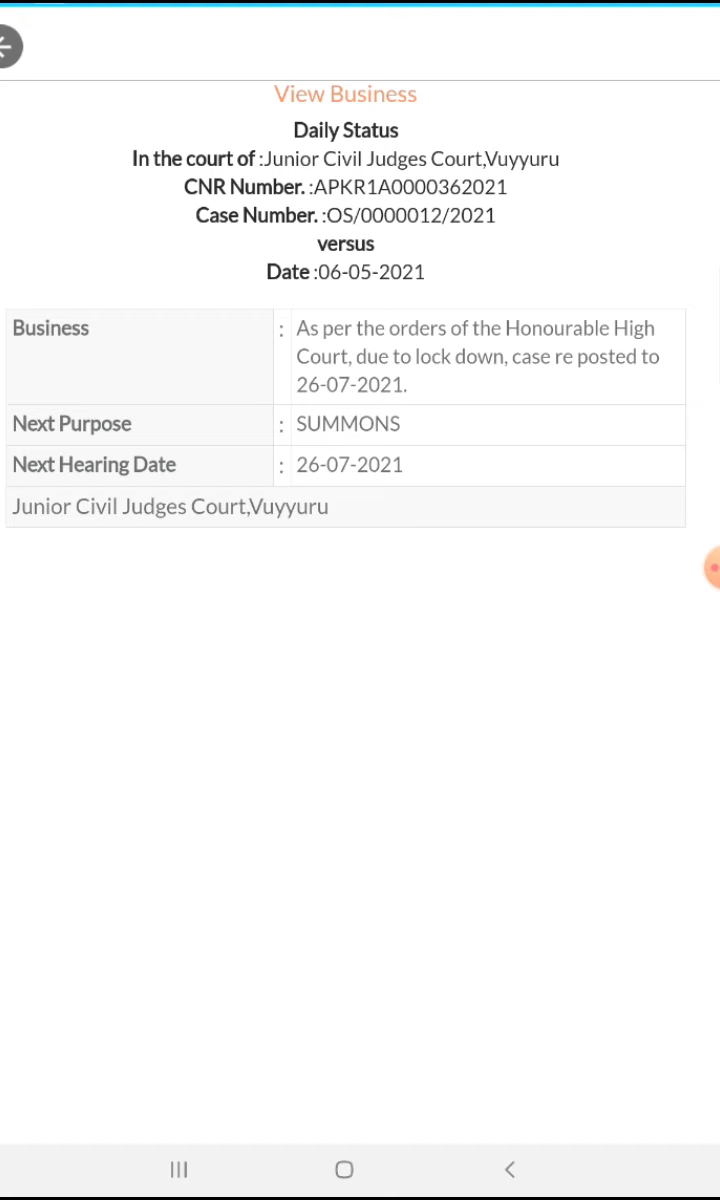 View Business
Daily Status
In the court of :Junior Civil Judges Court,Vuyyuru
CNR Number. :APKR1A0000362021
Case Number. :OS/0000012/2021
versus
Date :06-05-2021
Business : As per the orders of the Honourable High
Court, due to lock down, case re posted to
26-07-2021.
Next Purpose : SUMMONS
Next Hearing Date : 26-07-2021
Junior Civil Judges Court,Vuyyuru